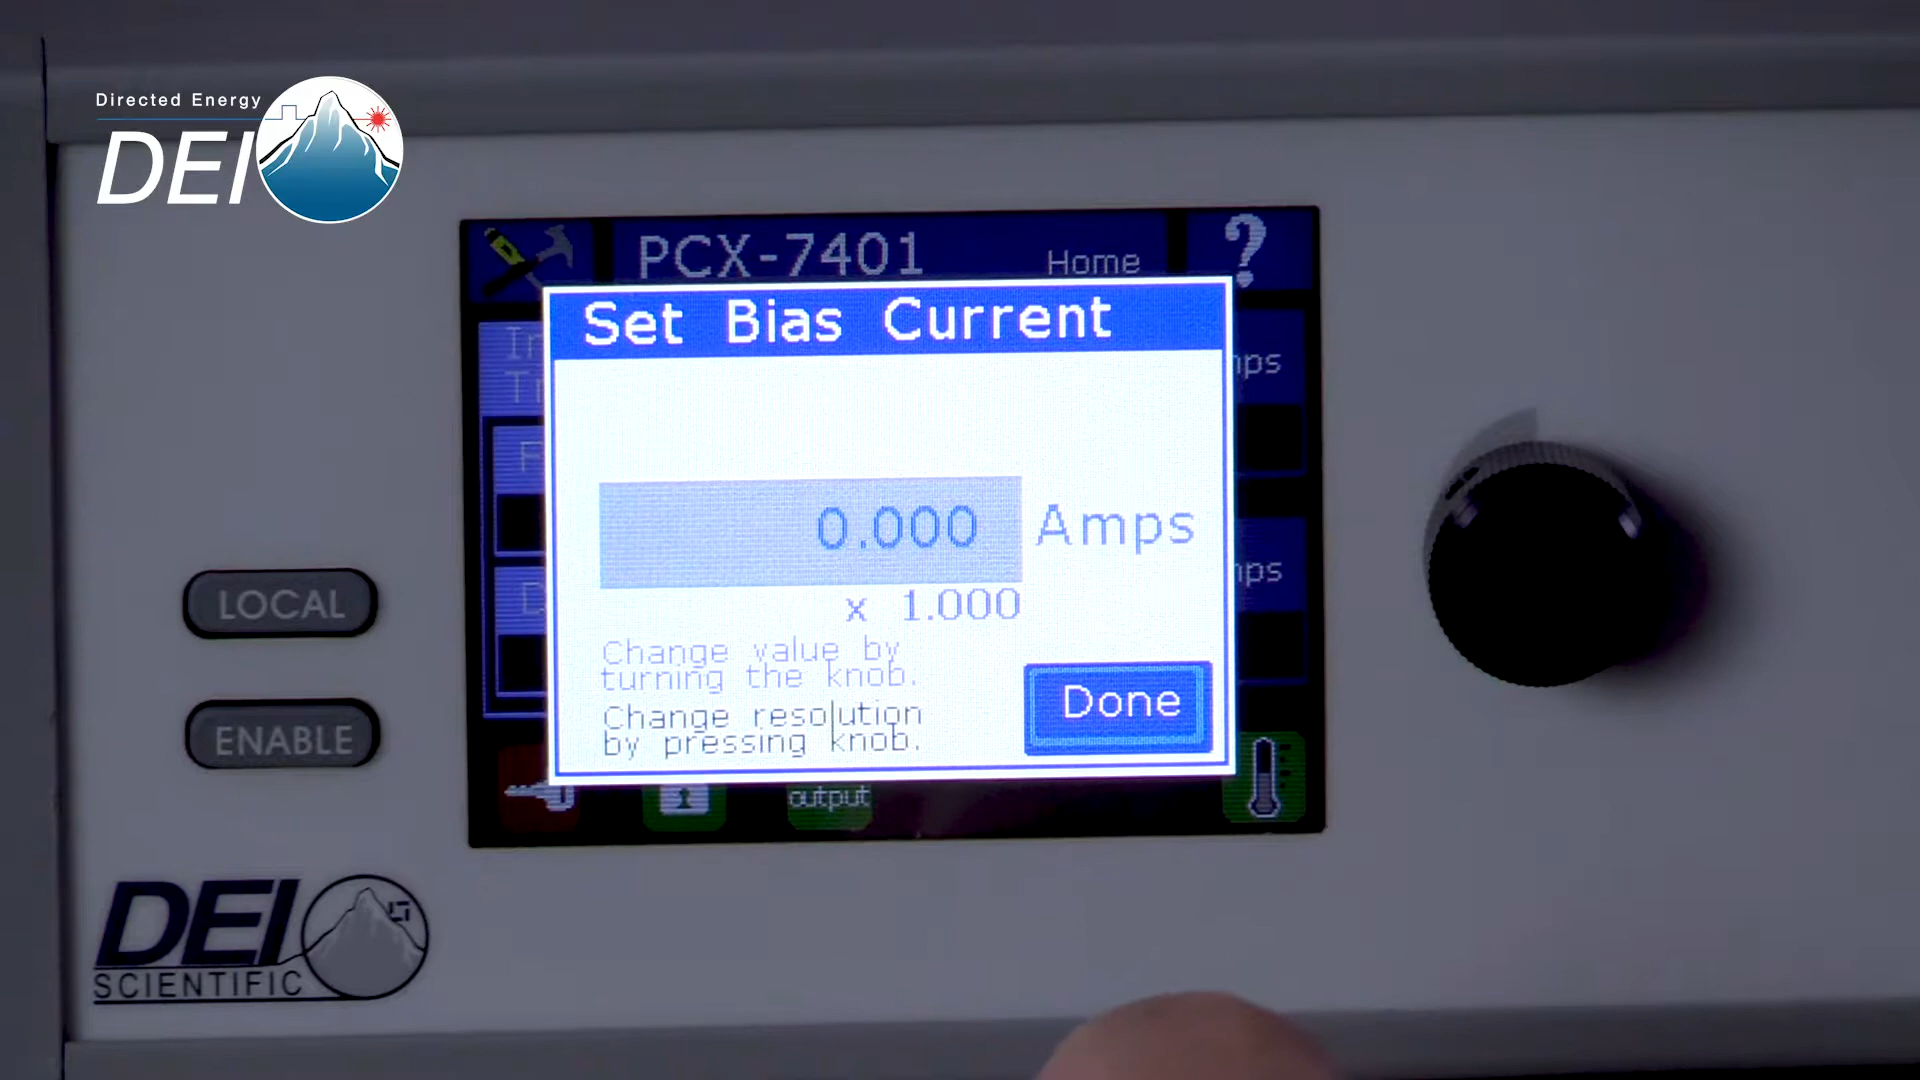 Directed Energy
DEI
PCX-7401
Home
?
Set Bias Current
0.000 Amps
x 1.000
Change value by
turning the knob.
Change resolution
by pressing knob.
Done
output
LOCAL
ENABLE
DEI
SCIENTIFIC